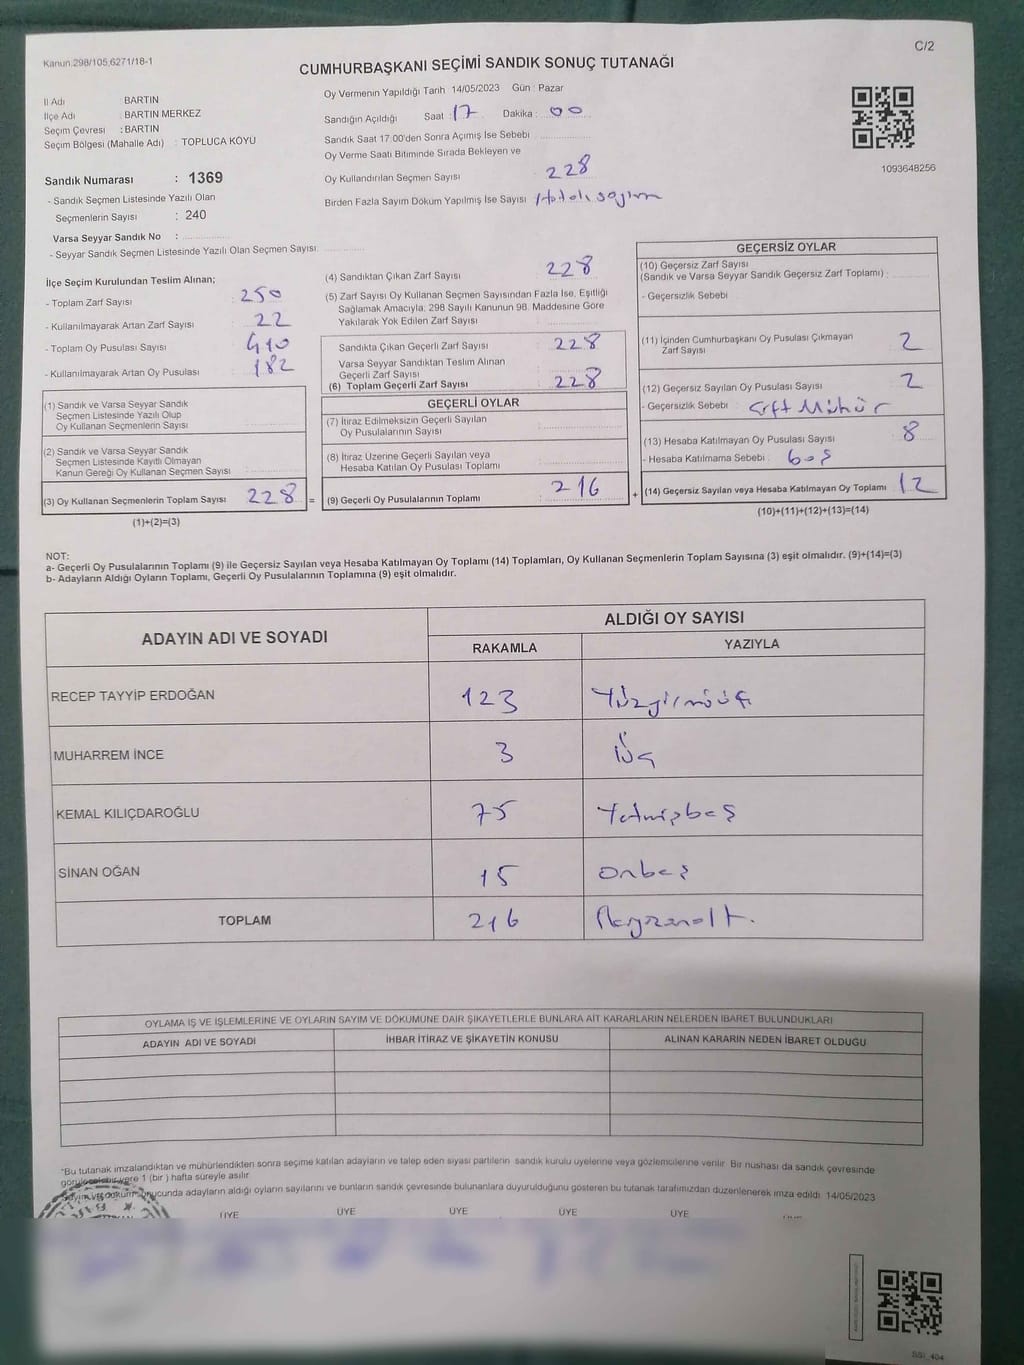 C/2
Kanun.298/105,6271/18-1
CUMHURBAŞKANI SEÇİMİ SANDIK SONUÇ TUTANAĞI
İl Adı BARTIN
İlçe Adı : BARTIN MERKEZ
Seçim Çevresi : BARTIN
Seçim Bölgesi (Mahalle Adı) : TOPLUCA KÖYÜ
Sandık Numarası : 1369
- Sandık Seçmen Listesinde Yazılı Olan
Seçmenlerin Sayısı : 240
Varsa Seyyar Sandık No :
- Seyyar Sandık Seçmen Listesinde Yazılı Olan Seçmen Sayısı:
Oy Vermenin Yapıldığı Tarih 14/05/2023 Gün : Pazar
Sandığın Açıldığı Saat : 17 Dakika : 00
Sandık Saat 17:00'den Sonra Açımış İse Sebebi
Oy Verme Saati Bitiminde Sırada Bekleyen ve
Oy Kullandırılan Seçmen Sayısı 228
Birden Fazla Sayım Döküm Yapılmış İse Sayısı
1093648256
İlçe Seçim Kurulundan Teslim Alınan;
- Toplam Zarf Sayısı : 250
- Kullanılmayarak Artan Zarf Sayısı 22
- Toplam Oy Pusulası Sayısı 410
- Kullanılmayarak Artan Oy Pusulası 182
(1) Sandık ve Varsa Seyyar Sandık
Seçmen Listesinde Yazılı Olup
Oy Kullanan Seçmenlerin Sayısı
(2) Sandık ve Varsa Seyyar Sandık
Seçmen Listesinde Kayıtlı Olmayan
Kanun Gereği Oy Kullanan Seçmen Sayısı
(3) Oy Kullanan Seçmenlerin Toplam Sayısı 228 =
(1)+(2)=(3)
(4) Sandıktan Çıkan Zarf Sayısı 228
(5) Zarf Sayısı Oy Kullanan Seçmen Sayısından Fazla İse, Eşitliği
Sağlamak Amacıyla; 298 Sayılı Kanunun 98. Maddesine Göre
Yakılarak Yok Edilen Zarf Sayısı
Sandıkta Çıkan Geçerli Zarf Sayısı : 228
Varsa Seyyar Sandıktan Teslim Alınan
Geçerli Zarf Sayısı
(6) Toplam Geçerli Zarf Sayısı : 228
GEÇERLİ OYLAR
(7) İtiraz Edilmeksizin Geçerli Sayılan
Oy Pusulalarının Sayısı
(8) İtiraz Üzerine Geçerli Sayılan veya
Hesaba Katılan Oy Pusulası Toplamı
(9) Geçerli Oy Pusulalarının Toplamı : 216 +
GEÇERSİZ OYLAR
(10) Geçersiz Zarf Sayısı
(Sandık ve Varsa Seyyar Sandık Geçersiz Zarf Toplamı) :
- Geçersizlik Sebebi
(11) İçinden Cumhurbaşkanı Oy Pusulası Çıkmayan
Zarf Sayısı 2
(12) Geçersiz Sayılan Oy Pusulası Sayısı 2
- Geçersizlik Sebebi Çift Mühür
(13) Hesaba Katılmayan Oy Pusulası Sayısı 8
- Hesaba Katılmama Sebebi : boş
(14) Geçersiz Sayılan veya Hesaba Katılmayan Oy Toplamı 12
(10)+(11)+(12)+(13)=(14)
NOT:
a- Geçerli Oy Pusulalarının Toplamı (9) ile Geçersiz Sayılan veya Hesaba Katılmayan Oy Toplamı (14) Toplamları, Oy Kullanan Seçmenlerin Toplam Sayısına (3) eşit olmalıdır. (9)+(14)=(3)
b- Adayların Aldığı Oyların Toplamı, Geçerli Oy Pusulalarının Toplamına (9) eşit olmalıdır.
ADAYIN ADI VE SOYADI ALDIĞI OY SAYISI
RAKAMLA YAZIYLA
RECEP TAYYİP ERDOĞAN 123 Yüzyirmiüç
MUHARREM İNCE 3 Üç
KEMAL KILIÇDAROĞLU 75 Yetmişbeş
SİNAN OĞAN 15 Onbeş
TOPLAM 216
OYLAMA İŞ VE İŞLEMLERİNE VE OYLARIN SAYIM VE DÖKÜMÜNE DAİR ŞİKAYETLERLE BUNLARA AİT KARARLARIN NELERDEN İBARET BULUNDUKLARI
ADAYIN ADI VE SOYADI İHBAR İTİRAZ VE ŞİKAYETİN KONUSU ALINAN KARARIN NEDEN İBARET OLDUĞU
*Bu tutanak imzalandıktan ve mühürlendikten sonra seçime katılan adayların ve talep eden siyasi partilerin sandık kurulu üyelerine veya gözlemcilerine verilir. Bir nüshası da sandık çevresinde
görülecek bir yere 1 (bir) hafta süreyle asılır
sonucunda adayların aldığı oyların sayılarını ve bunların sandık çevresinde bulunanlara duyurulduğunu gösteren bu tutanak tarafımızdan düzenlenerek imza edildi. 14/05/2023
ÜYE ÜYE ÜYE ÜYE ÜYE